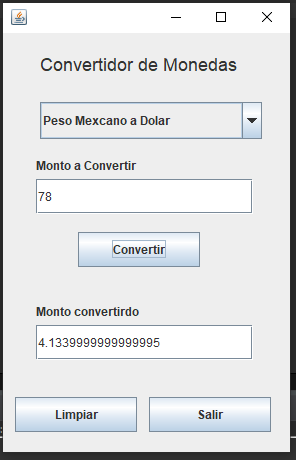 Convertidor de Monedas
Peso Mexcano a Dolar
Monto a Convertir
78
Convertir
Monto convertirdo
4.1339999999999995
Limpiar
Salir